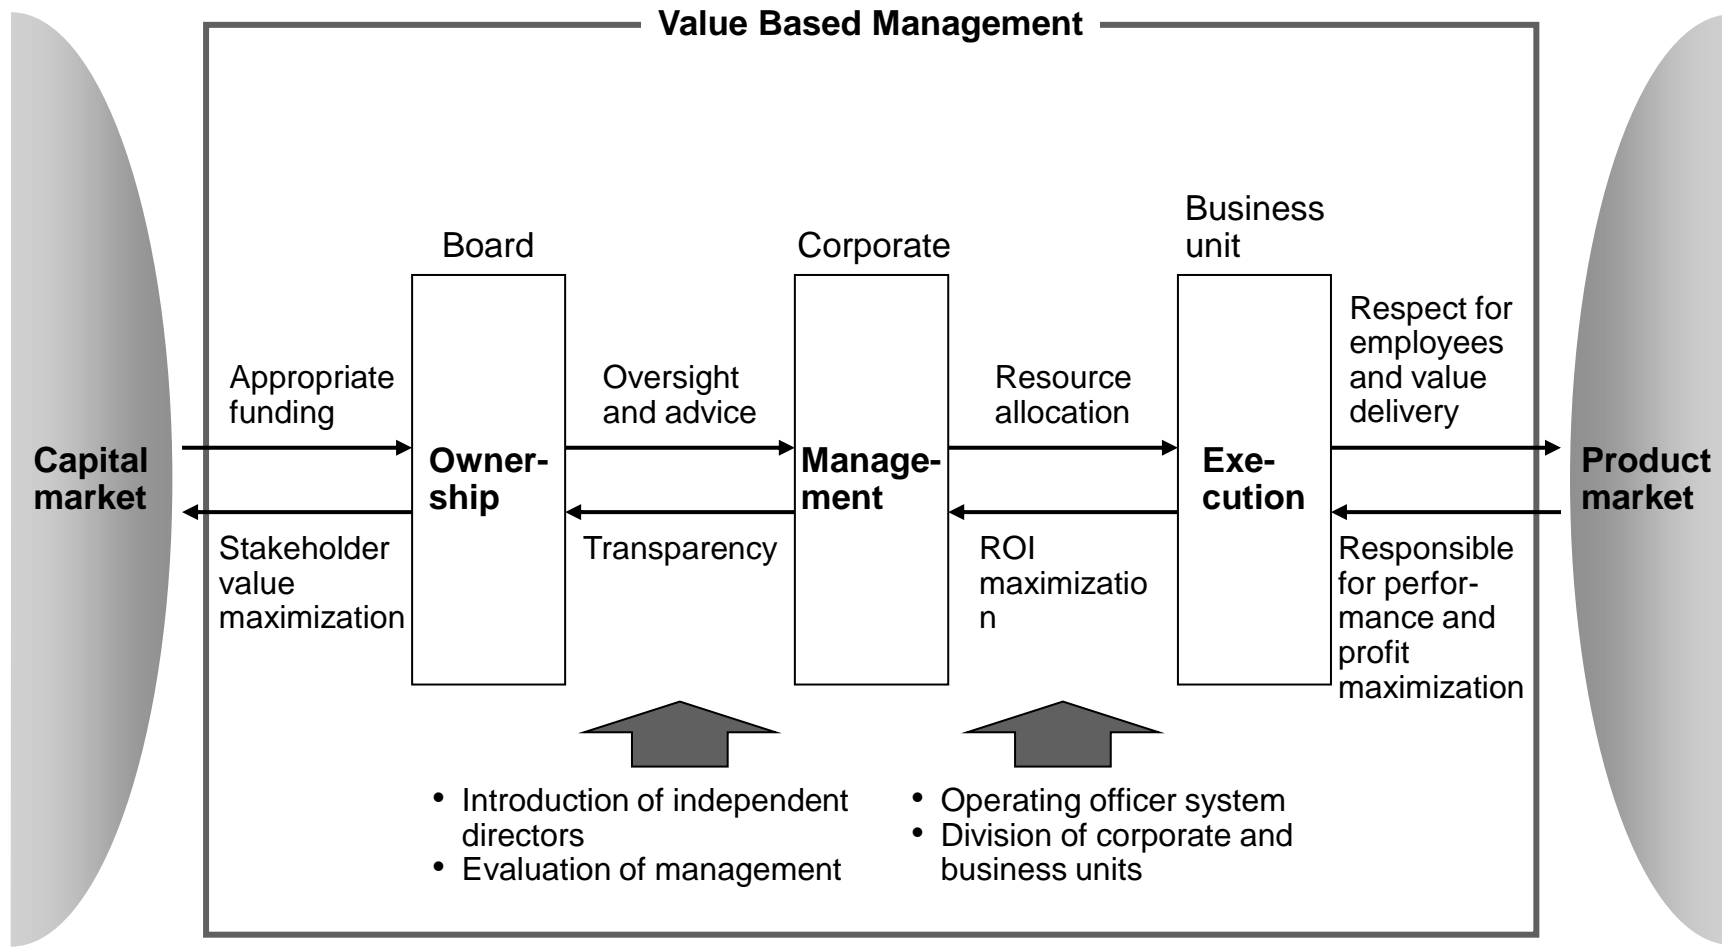 Value Based Management
Board
Corporate
Business
unit
Appropriate
funding
Oversight
and advice
Resource
allocation
Respect for
employees
and value
delivery
Capital
market
Owner-
ship
Manage-
ment
Exe-
cution
Product
market
Stakeholder
value
maximization
Transparency
ROI
maximizatio
n
Responsible
for perfor-
mance and
profit
maximization
• Introduction of independent
directors
• Evaluation of management
• Operating officer system
• Division of corporate and
business units